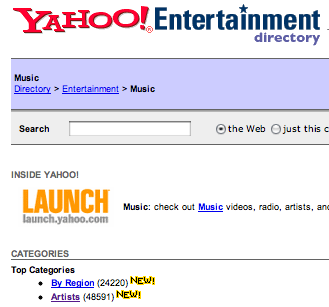 YAHOO!® Entertainment
directory
Music
Directory > Entertainment > Music
Search the Web just this c
INSIDE YAHOO!
LAUNCH
launch.yahoo.com
Music: check out Music videos, radio, artists, and
CATEGORIES
Top Categories
By Region (24220) NEW!
Artists (48591) NEW!